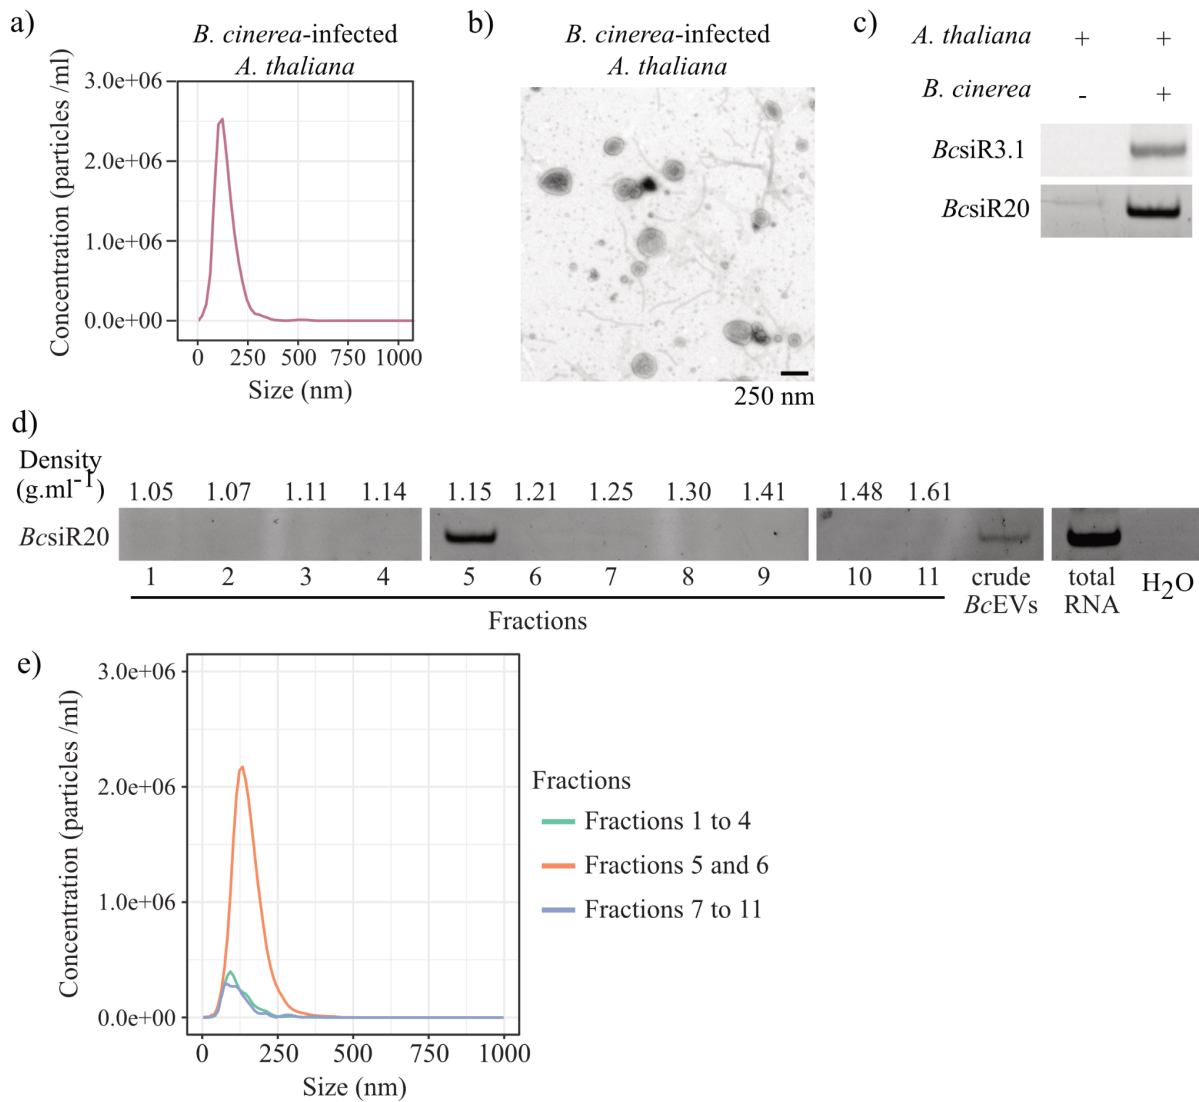 a)
B. cinerea-infected
A. thaliana
Concentration (particles /ml)
3.0e+06
2.0e+06
1.0e+06
0.0e+00
0 250 500 750 1000
Size (nm)
b)
B. cinerea-infected
A. thaliana
250 nm
c)
A. thaliana + +
B. cinerea - +
BcsiR3.1
BcsiR20
d)
Density
(g.ml-1) 1.05 1.07 1.11 1.14 1.15 1.21 1.25 1.30 1.41 1.48 1.61
BcsiR20
1 2 3 4 5 6 7 8 9 10 11 crude total H2O
BcEVs RNA
Fractions
e)
Concentration (particles /ml)
3.0e+06
2.0e+06
1.0e+06
0.0e+00
0 250 500 750 1000
Size (nm)
Fractions
Fractions 1 to 4
Fractions 5 and 6
Fractions 7 to 11